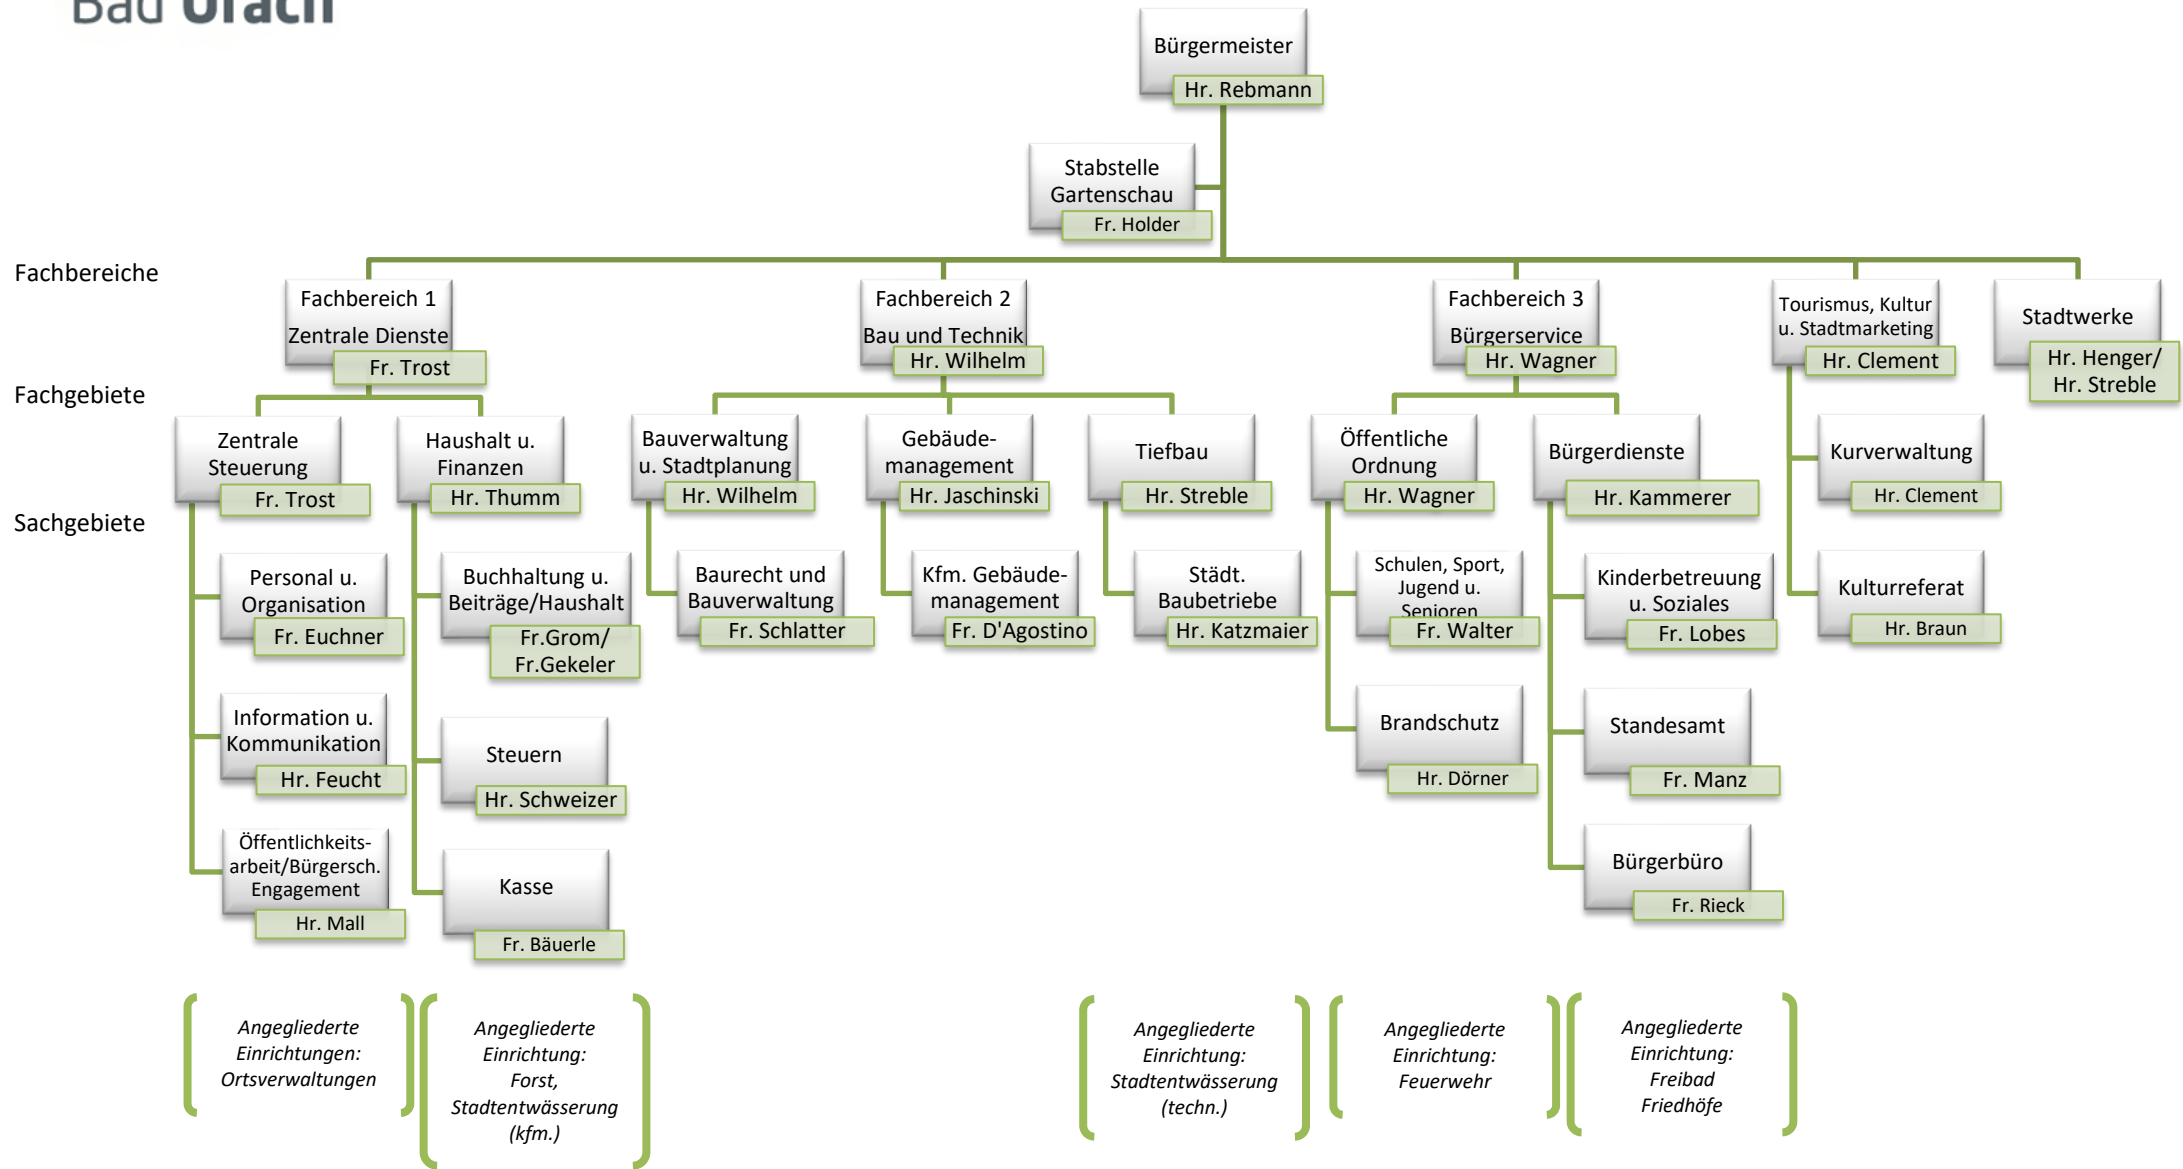 Bad Urach
Bürgermeister
Hr. Rebmann
Stabstelle
Gartenschau
Fr. Holder
Fachbereiche
Fachbereich 1
Zentrale Dienste
Fr. Trost
Fachbereich 2
Bau und Technik
Hr. Wilhelm
Fachbereich 3
Bürgerservice
Hr. Wagner
Tourismus, Kultur
u. Stadtmarketing
Hr. Clement
Stadtwerke
Hr. Henger/
Hr. Streble
Fachgebiete
Zentrale
Steuerung
Fr. Trost
Haushalt u.
Finanzen
Hr. Thumm
Bauverwaltung
u. Stadtplanung
Hr. Wilhelm
Gebäude-
management
Hr. Jaschinski
Tiefbau
Hr. Streble
Öffentliche
Ordnung
Hr. Wagner
Bürgerdienste
Hr. Kammerer
Kurverwaltung
Hr. Clement
Sachgebiete
Personal u.
Organisation
Fr. Euchner
Buchhaltung u.
Beiträge/Haushalt
Fr.Grom/
Fr.Gekeler
Baurecht und
Bauverwaltung
Fr. Schlatter
Kfm. Gebäude-
management
Fr. D'Agostino
Städt.
Baubetriebe
Hr. Katzmaier
Schulen, Sport,
Jugend u.
Senioren
Fr. Walter
Kinderbetreuung
u. Soziales
Fr. Lobes
Kulturreferat
Hr. Braun
Information u.
Kommunikation
Hr. Feucht
Steuern
Hr. Schweizer
Brandschutz
Hr. Dörner
Standesamt
Fr. Manz
Öffentlichkeits-
arbeit/Bürgersch.
Engagement
Hr. Mall
Kasse
Fr. Bäuerle
Bürgerbüro
Fr. Rieck
Angegliederte
Einrichtungen:
Ortsverwaltungen
Angegliederte
Einrichtung:
Forst,
Stadtentwässerung
(kfm.)
Angegliederte
Einrichtung:
Stadtentwässerung
(techn.)
Angegliederte
Einrichtung:
Feuerwehr
Angegliederte
Einrichtung:
Freibad
Friedhöfe